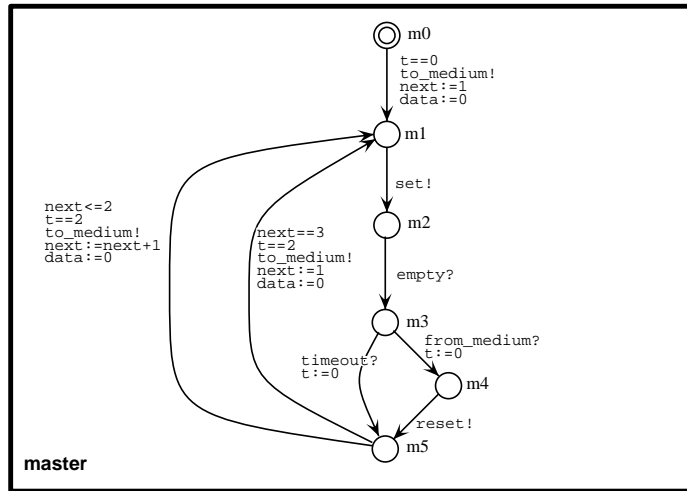 m0
t==0
to_medium!
next:=1
data:=0
m1
set!
next<=2
t==2
to_medium!
next:=next+1
data:=0
m2
next==3
t==2
to_medium!
next:=1
data:=0
empty?
m3
from_medium?
t:=0
timeout?
t:=0
m4
reset!
m5
master